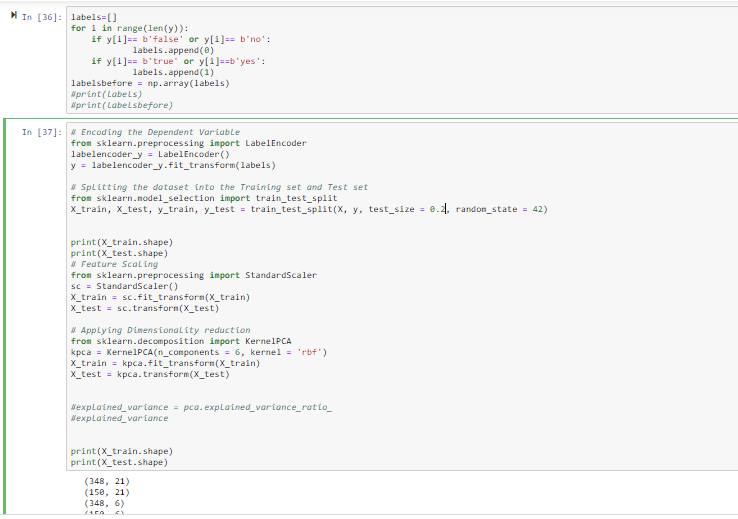 In [36]: labels=[]
for i in range(len(y)):
    if y[i]== b'false' or y[i]== b'no':
            labels.append(0)
    if y[i]== b'true' or y[i]==b'yes':
            labels.append(1)
labelsbefore = np.array(labels)
#print(labels)
#print(labelsbefore)
In [37]: # Encoding the Dependent Variable
from sklearn.preprocessing import LabelEncoder
labelencoder_y = LabelEncoder()
y = labelencoder_y.fit_transform(labels)
# Splitting the dataset into the Training set and Test set
from sklearn.model_selection import train_test_split
X_train, X_test, y_train, y_test = train_test_split(X, y, test_size = 0.2, random_state = 42)
print(X_train.shape)
print(X_test.shape)
# Feature Scaling
from sklearn.preprocessing import StandardScaler
sc = StandardScaler()
X_train = sc.fit_transform(X_train)
X_test = sc.transform(X_test)
# Applying Dimensionality reduction
from sklearn.decomposition import KernelPCA
kpca = KernelPCA(n_components = 6, kernel = 'rbf')
X_train = kpca.fit_transform(X_train)
X_test = kpca.transform(X_test)
#explained_variance = pca.explained_variance_ratio_
#explained_variance
print(X_train.shape)
print(X_test.shape)
(348, 21)
(150, 21)
(348, 6)
(150, 6)